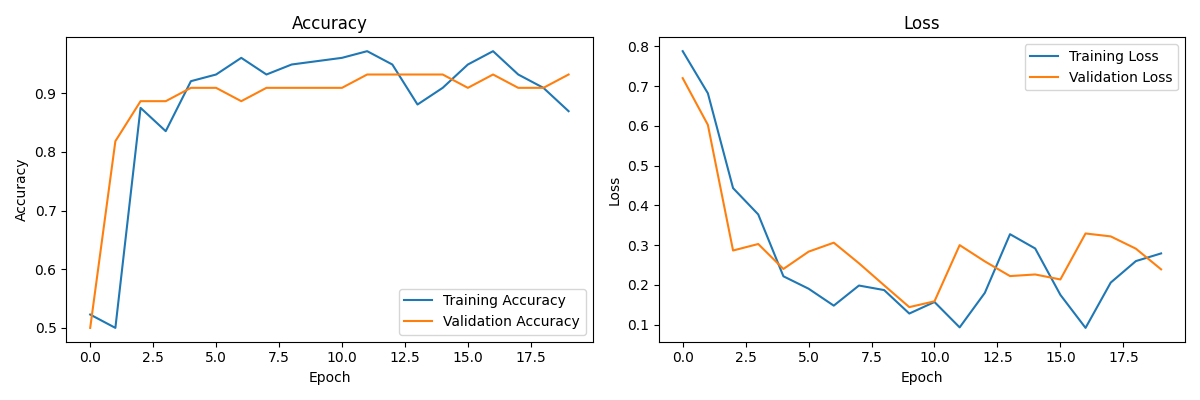 Accuracy
0.9
0.8
0.7
0.6
0.5
Accuracy
Training Accuracy
Validation Accuracy
0.0 2.5 5.0 7.5 10.0 12.5 15.0 17.5
Epoch
Loss
0.8
0.7
0.6
0.5
0.4
0.3
0.2
0.1
Loss
Training Loss
Validation Loss
0.0 2.5 5.0 7.5 10.0 12.5 15.0 17.5
Epoch